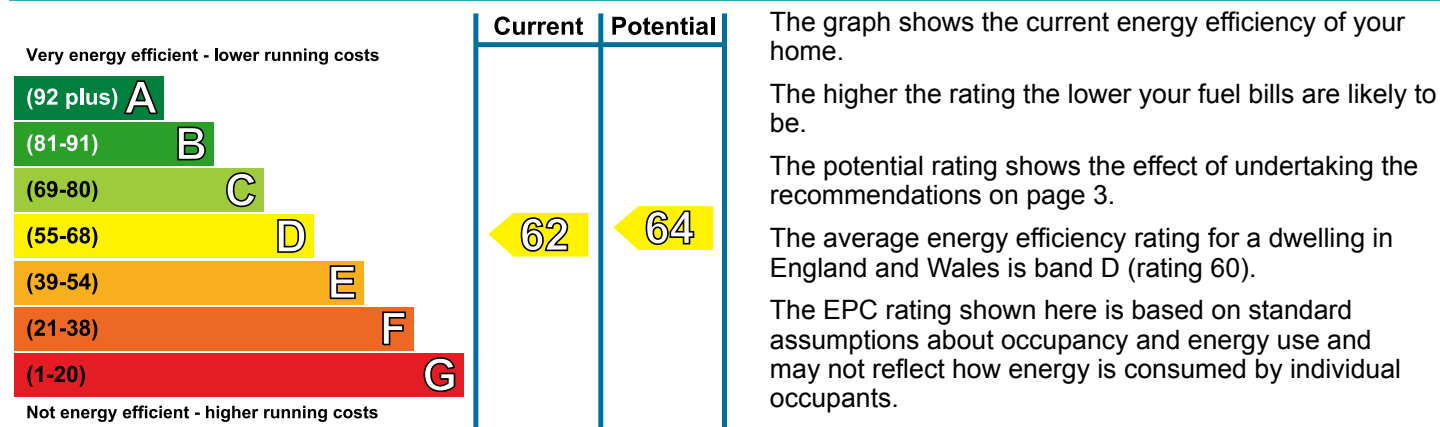 Current Potential
Very energy efficient - lower running costs
(92 plus) A
(81-91) B
(69-80) C
(55-68) D
62 64
(39-54) E
(21-38) F
(1-20) G
Not energy efficient - higher running costs
The graph shows the current energy efficiency of your
home.
The higher the rating the lower your fuel bills are likely to
be.
The potential rating shows the effect of undertaking the
recommendations on page 3.
The average energy efficiency rating for a dwelling in
England and Wales is band D (rating 60).
The EPC rating shown here is based on standard
assumptions about occupancy and energy use and
may not reflect how energy is consumed by individual
occupants.